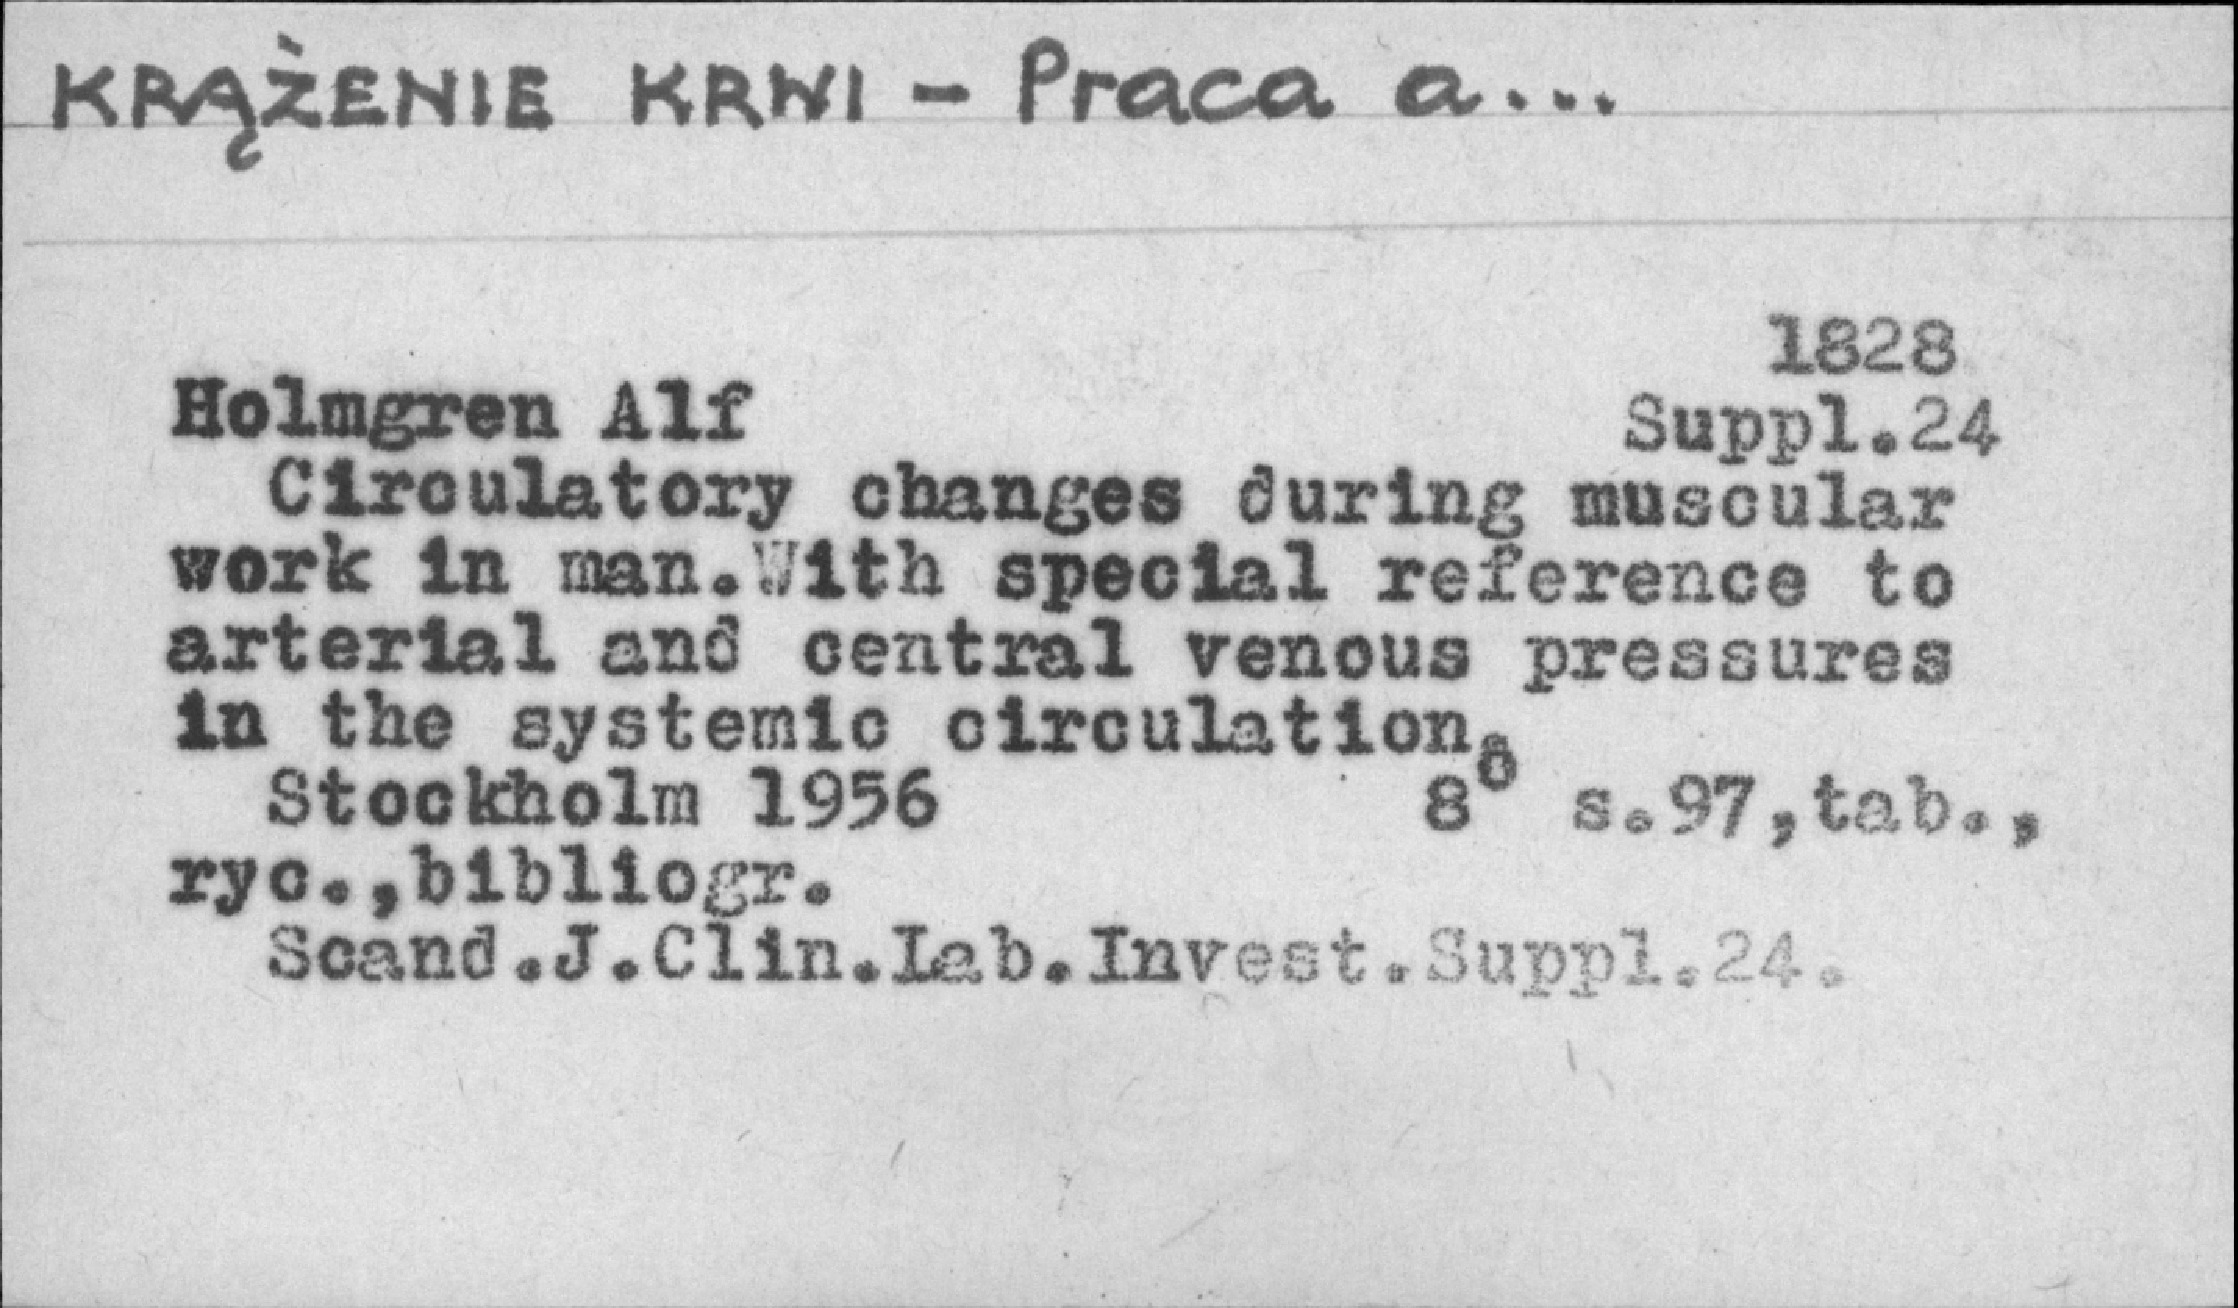 KRĄŻENIE KRWI - Praca a...
1828
Holmgren Alf Suppl.24
Circulatory changes during muscular
work in man.With special reference to
arterial and central venous pressures
in the systemic circulation.
Stockholm 1956 8° s.97,tab.,
ryc.,bibliogr.
Scand.J.Clin.Lab.Invest.Suppl.24.